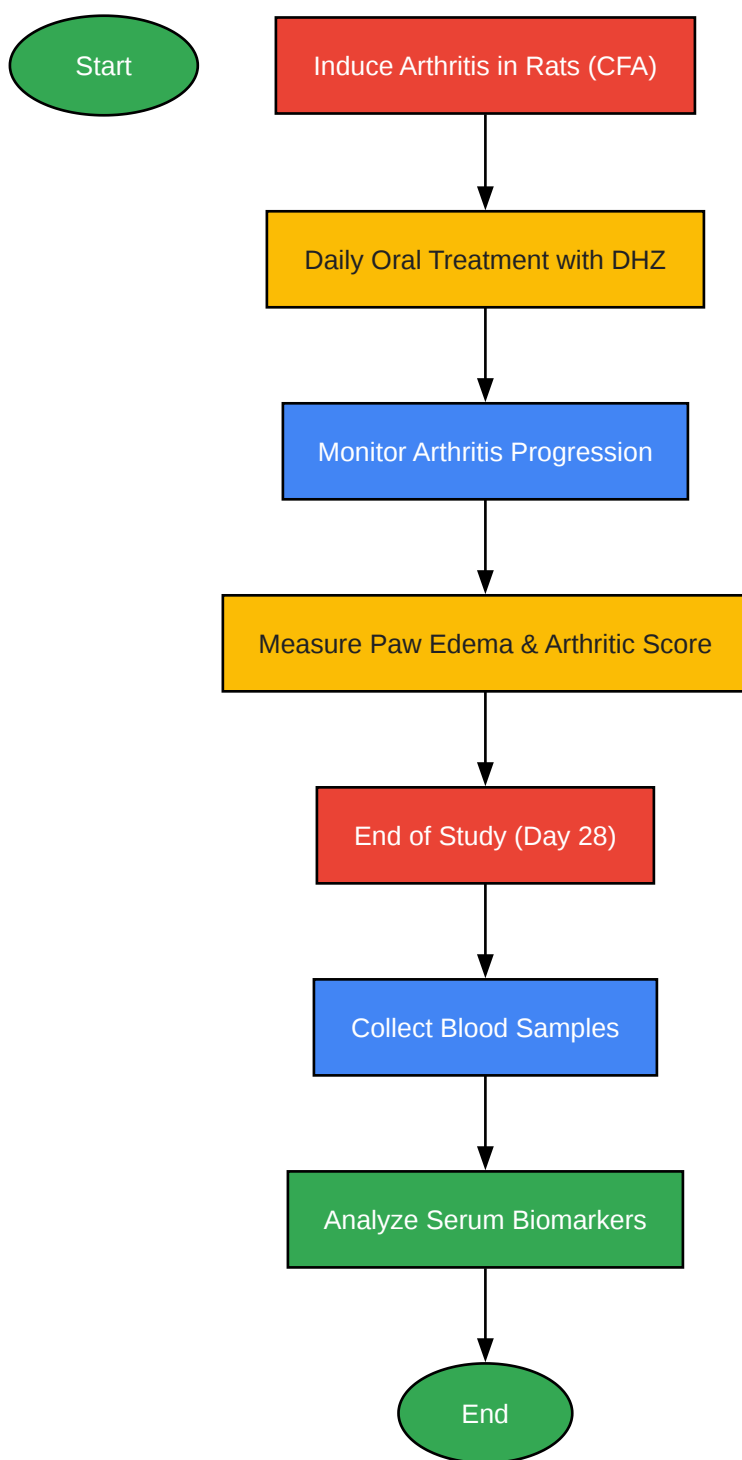 Start
Induce Arthritis in Rats (CFA)
Daily Oral Treatment with DHZ
Monitor Arthritis Progression
Measure Paw Edema & Arthritic Score
End of Study (Day 28)
Collect Blood Samples
Analyze Serum Biomarkers
End